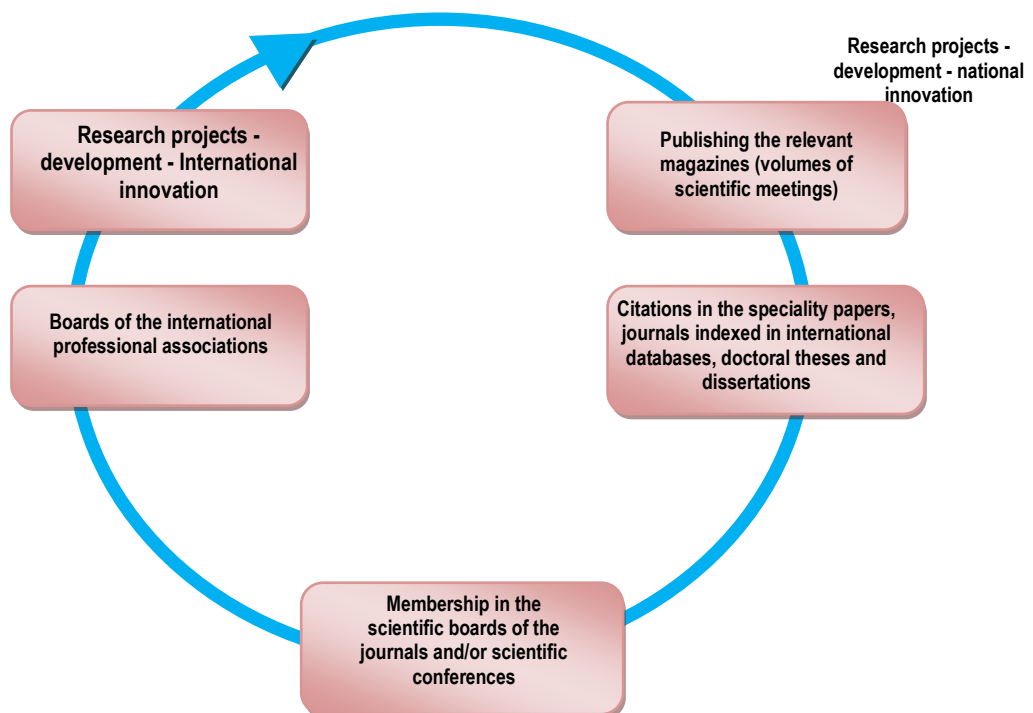 Research projects -
development - national
innovation
Research projects -
development - International
innovation
Publishing the relevant
magazines (volumes of
scientific meetings)
Boards of the international
professional associations
Citations in the speciality papers,
journals indexed in international
databases, doctoral theses and
dissertations
Membership in the
scientific boards of the
journals and/or scientific
conferences